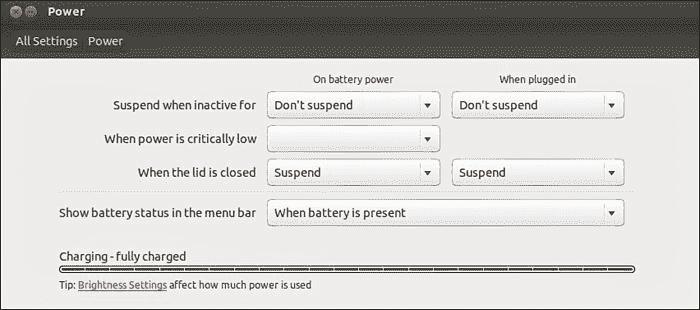 Power
All Settings Power
On battery power When plugged in
Suspend when inactive for Don't suspend Don't suspend
When power is critically low
When the lid is closed Suspend Suspend
Show battery status in the menu bar When battery is present
Charging - fully charged
Tip: Brightness Settings affect how much power is used